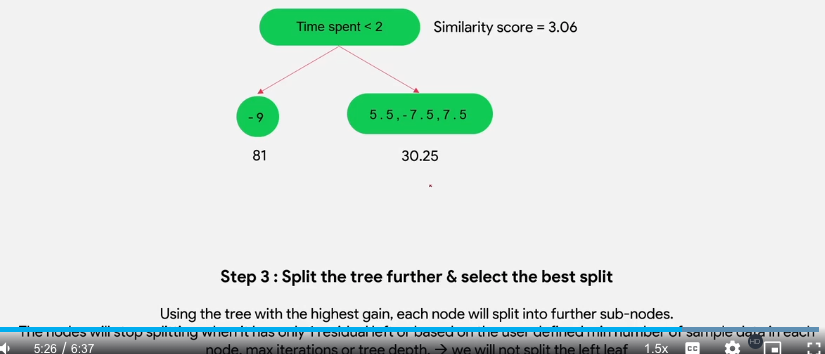 Time spent < 2
Similarity score = 3.06
-9
5.5,-7.5,7.5
81
30.25
Step 3 : Split the tree further & select the best split
Using the tree with the highest gain, each node will split into further sub-nodes.
The nodes will stop splitting when it has only 1 residual left or based on the user defined min number of sample data in each
node, max iterations or tree depth. → we will not split the left leaf
5:26 / 6:37
1.5x
CC
HD